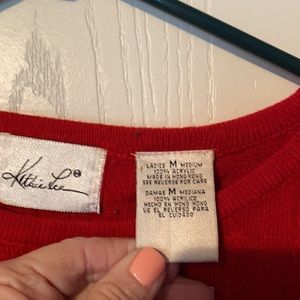 Kathie Lee ®
LADIES M MEDIUM
100% ACRYLIC
MADE IN HONG KONG
SEE REVERSE FOR CARE
DAMAS M MEDIANA
100% ACRILICO
HECHO EN HONG KONG
VE EL REVERSO PARA
EL CUIDADO